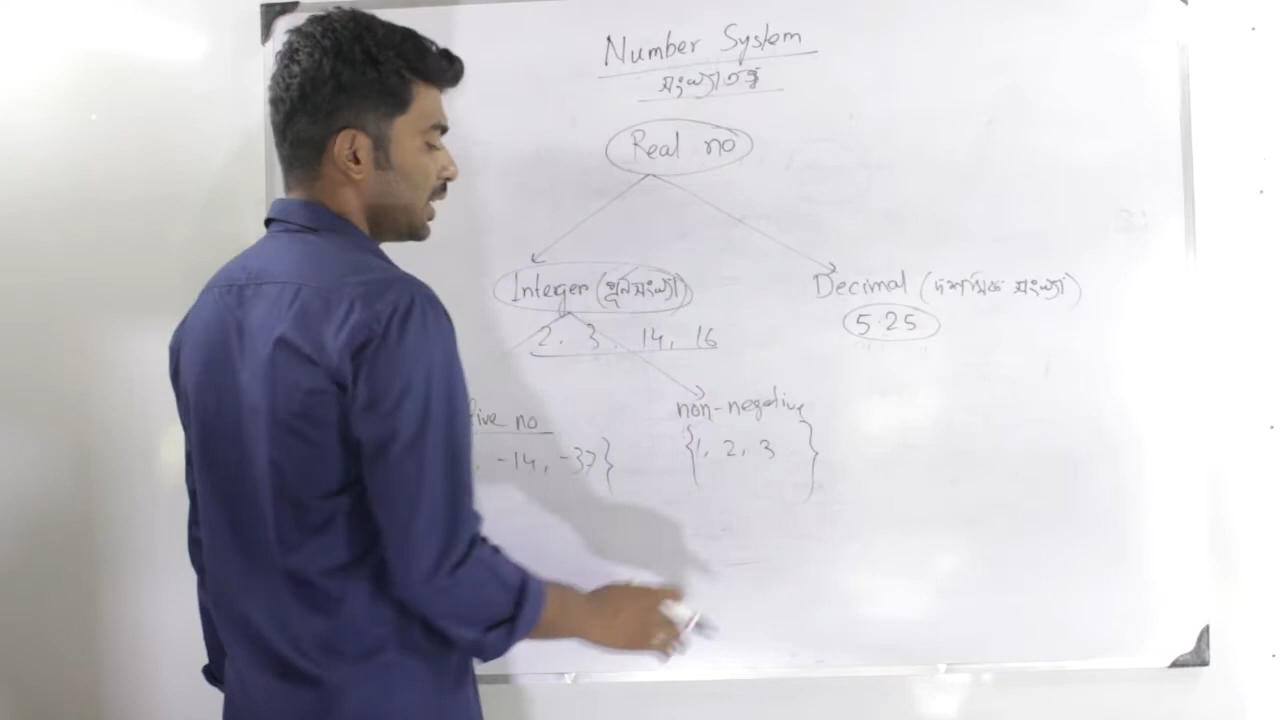 Number System
সংখ্যাতত্ত্ব
Real no
Integer (পূর্নসংখ্যা)
Decimal (দশমিক সংখ্যা)
2, 3, 14, 16
5.25
tive no
non-negative
, -14, -37}
{1, 2, 3 }